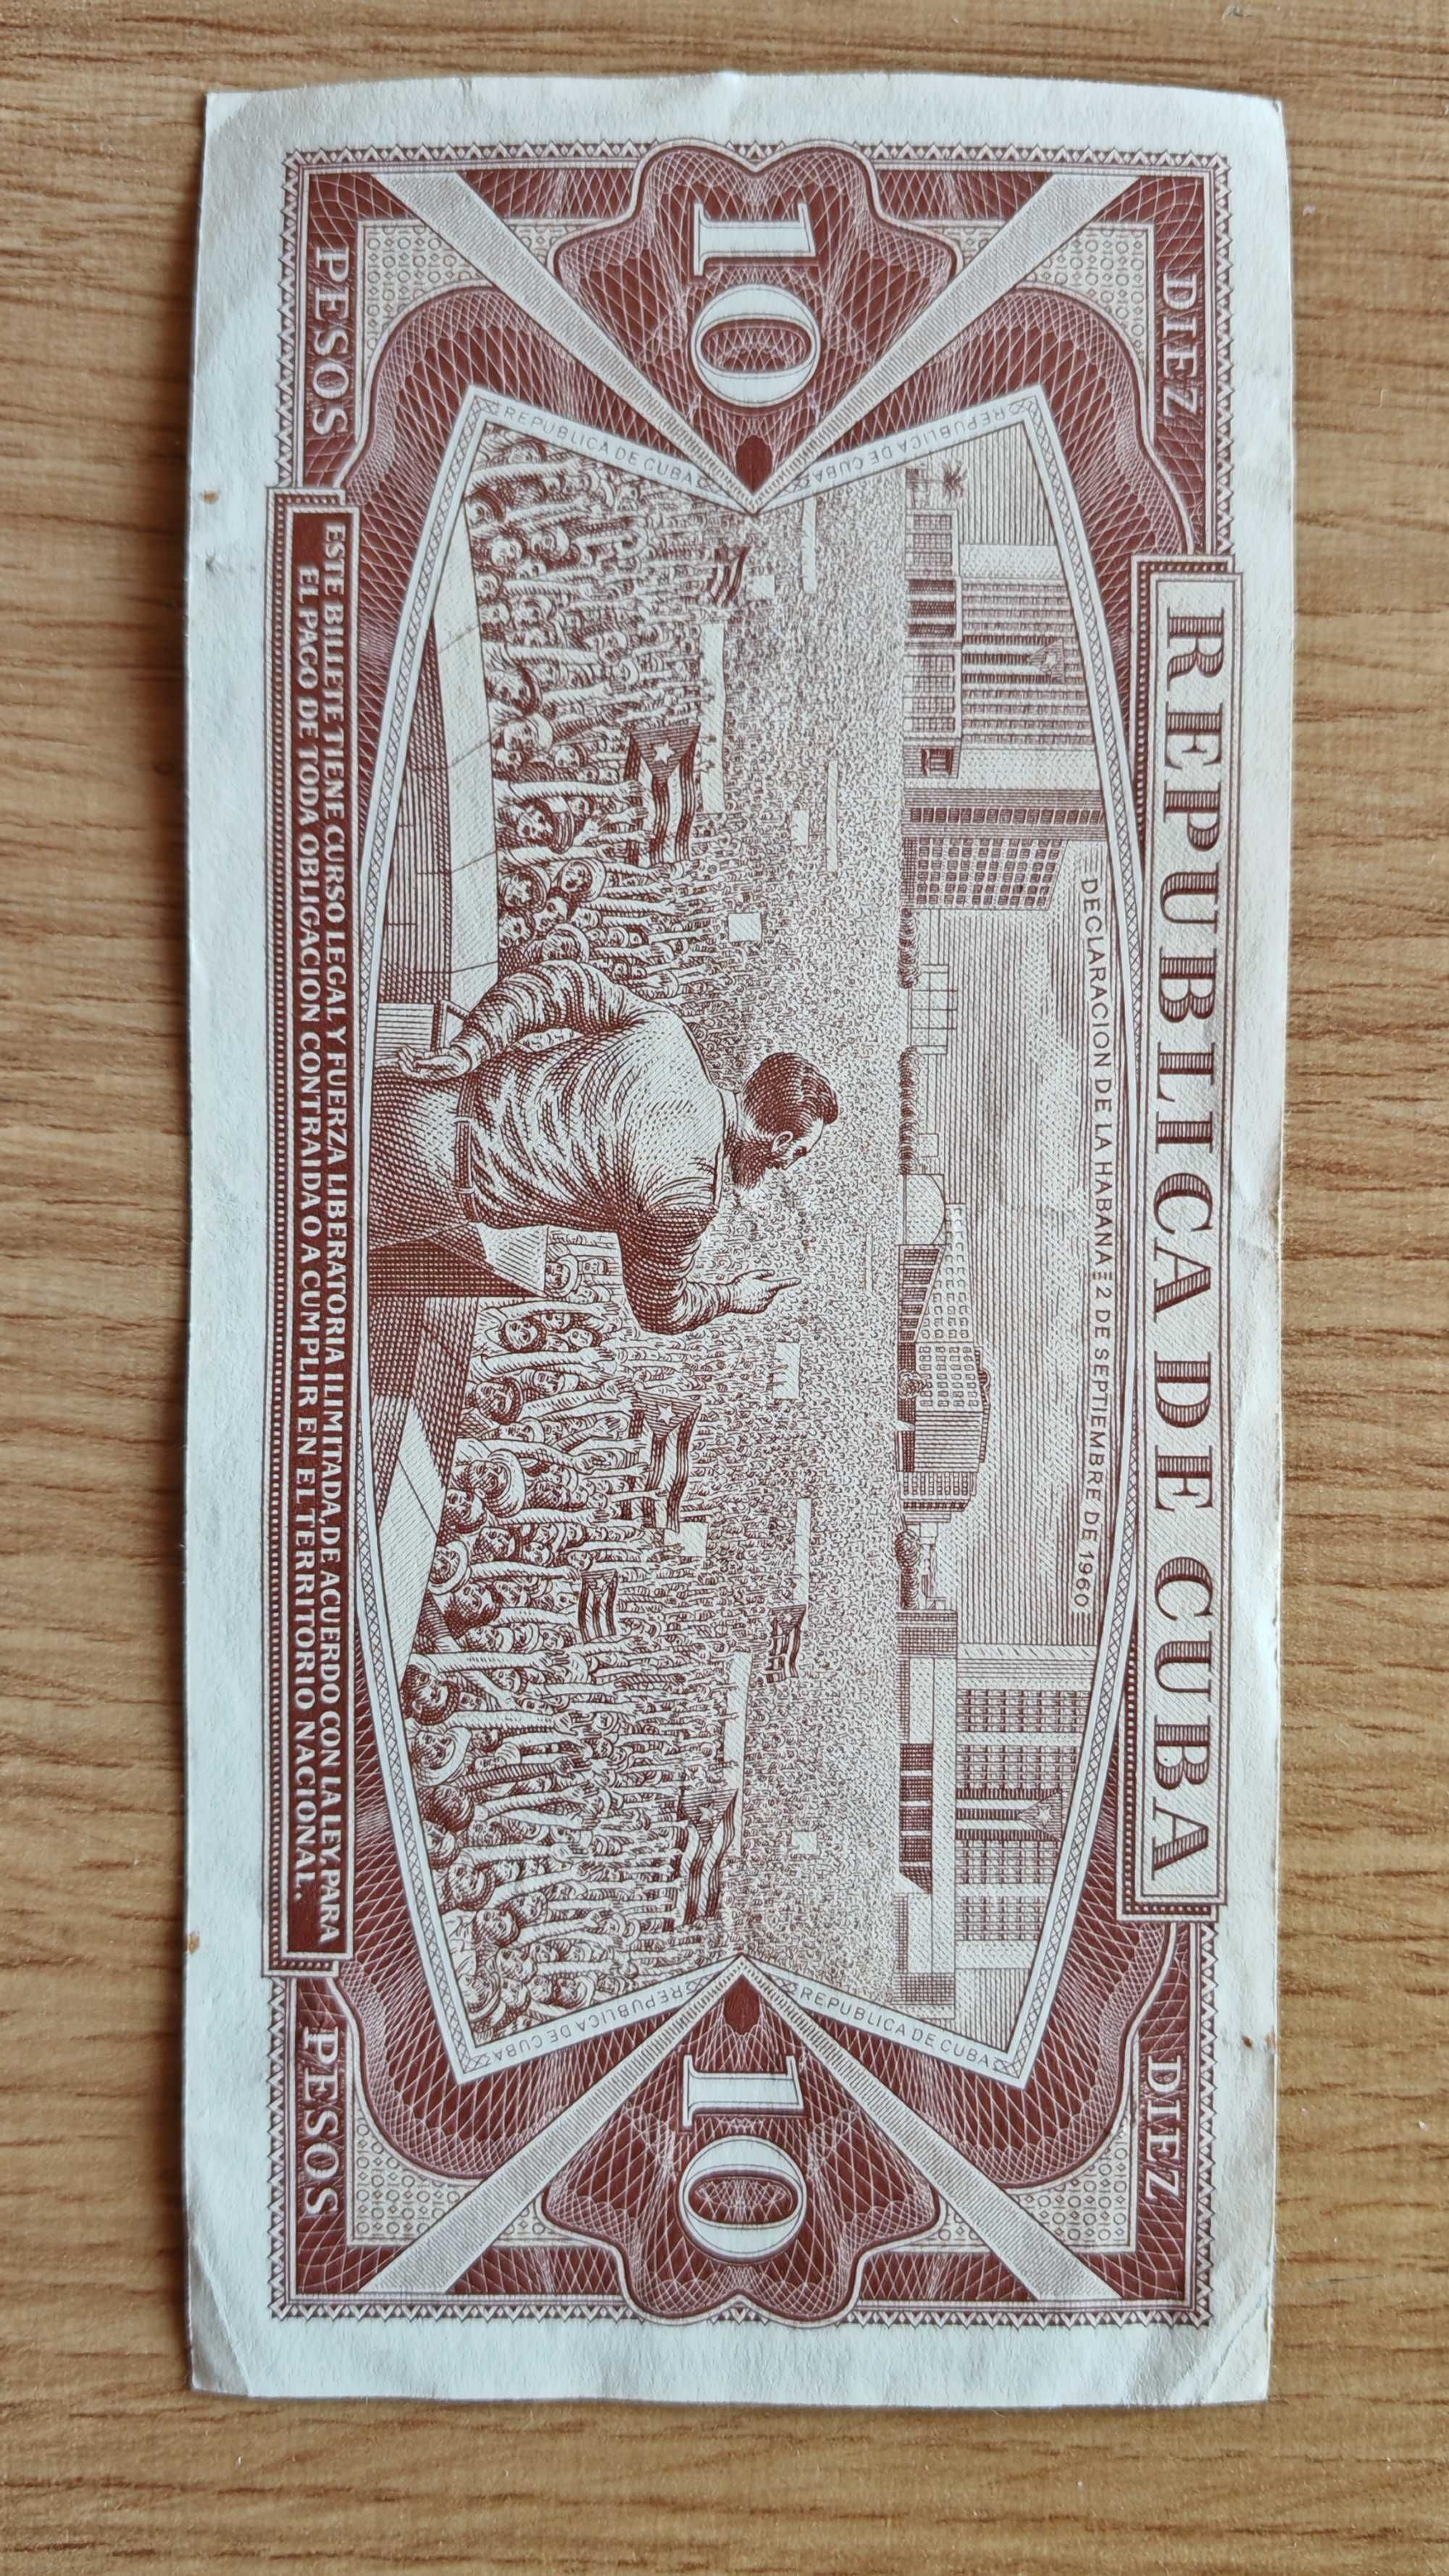 REPUBLICA DE CUBA
DIEZ
DIEZ
DECLARACION DE LA HABANA 2 DE SEPTIEMBRE DE 1960
REPUBLICA DE CUBA
REPUBLICA DE CUBA
REPUBLICA DE CUBA
REPUBLICA DE CUBA
10
10
PESOS
PESOS
ESTE BILLETE TIENE CURSO LEGAL Y FUERZA LIBERATORIA ILIMITADA, DE ACUERDO CON LA LEY, PARA
EL PAGO DE TODA OBLIGACION CONTRAIDA O A CUMPLIR EN EL TERRITORIO NACIONAL.